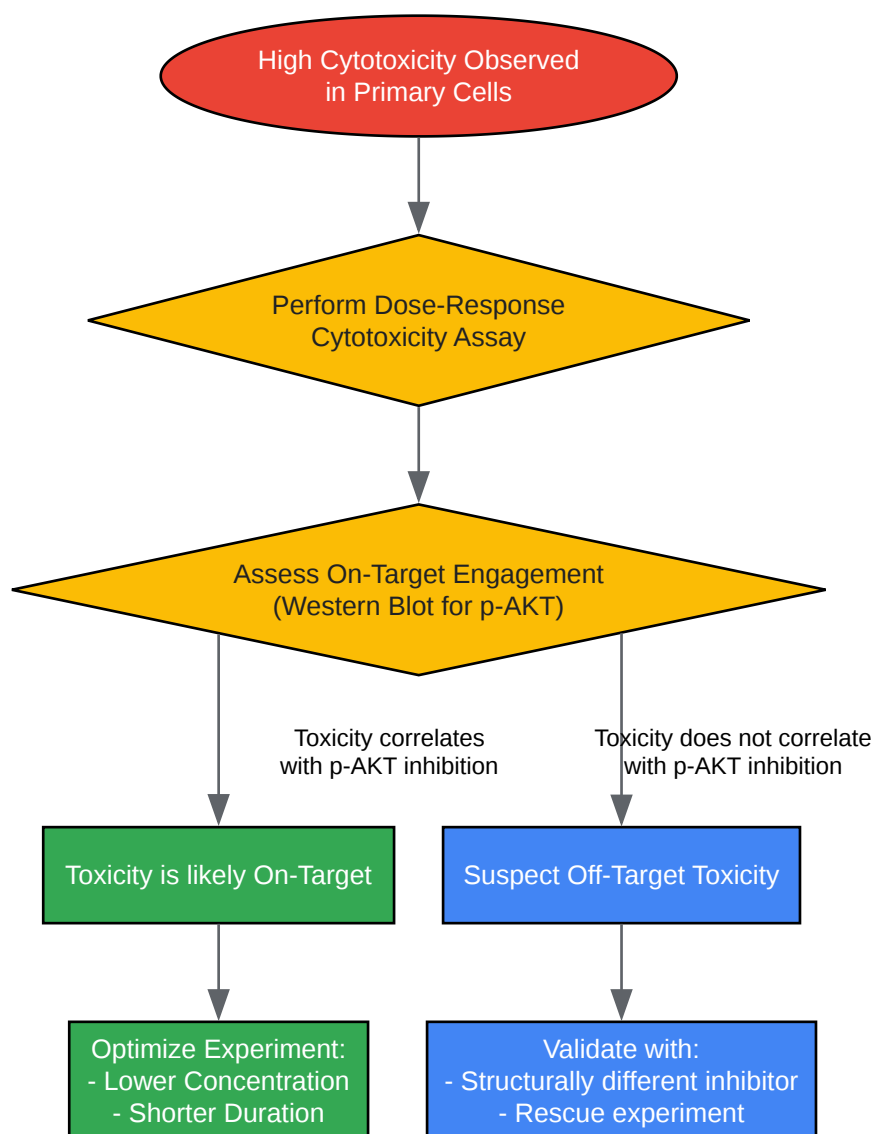 High Cytotoxicity Observed
in Primary Cells
Perform Dose-Response
Cytotoxicity Assay
Assess On-Target Engagement
(Western Blot for p-AKT)
Toxicity correlates
with p-AKT inhibition
Toxicity does not correlate
with p-AKT inhibition
Toxicity is likely On-Target
Suspect Off-Target Toxicity
Optimize Experiment:
- Lower Concentration
- Shorter Duration
Validate with:
- Structurally different inhibitor
- Rescue experiment